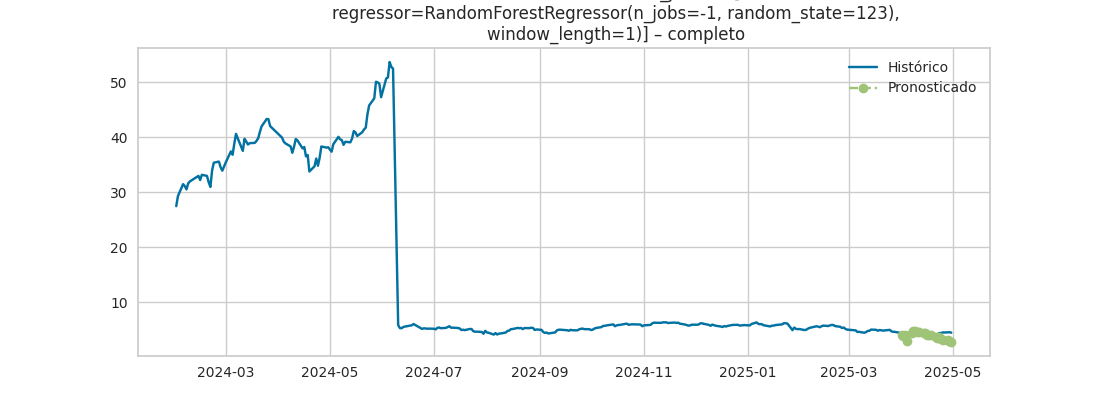 regressor=RandomForestRegressor(n_jobs=-1, random_state=123),
window_length=1)] – completo
Histórico
Pronosticado
50
40
30
20
10
2024-03 2024-05 2024-07 2024-09 2024-11 2025-01 2025-03 2025-05